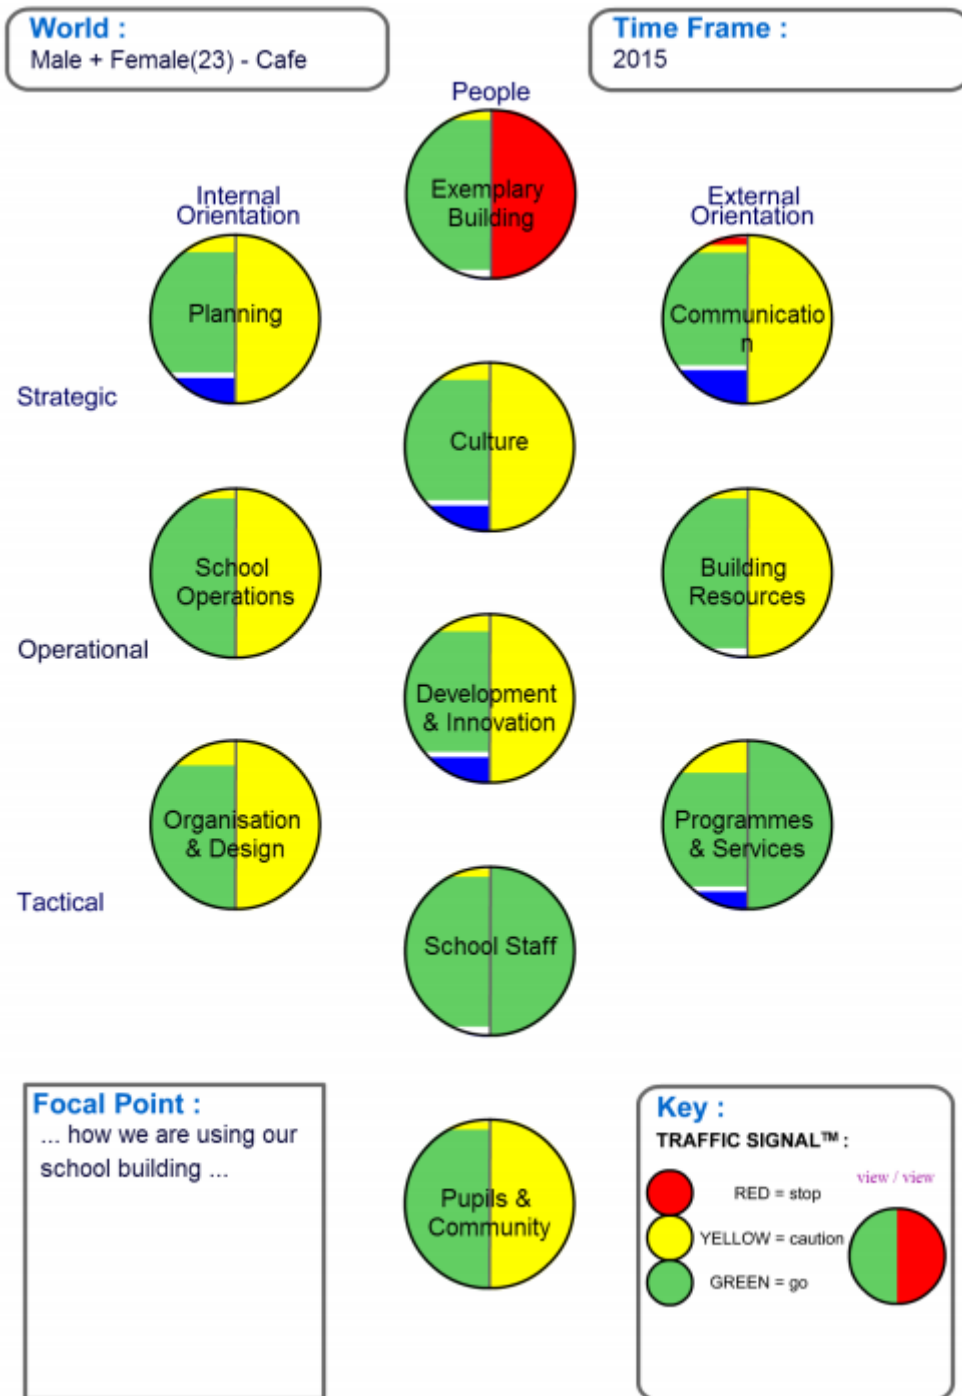 World :
Male + Female(23) - Cafe
Time Frame :
2015
People
Exemplary
Building
Internal
Orientation
External
Orientation
Planning
Communicatio
n
Strategic
Culture
School
Operations
Building
Resources
Operational
Development
& Innovation
Organisation
& Design
Programmes
& Services
Tactical
School Staff
Focal Point :
... how we are using our
school building ...
Pupils &
Community
Key :
TRAFFIC SIGNAL™ :
view / view
RED = stop
YELLOW = caution
GREEN = go